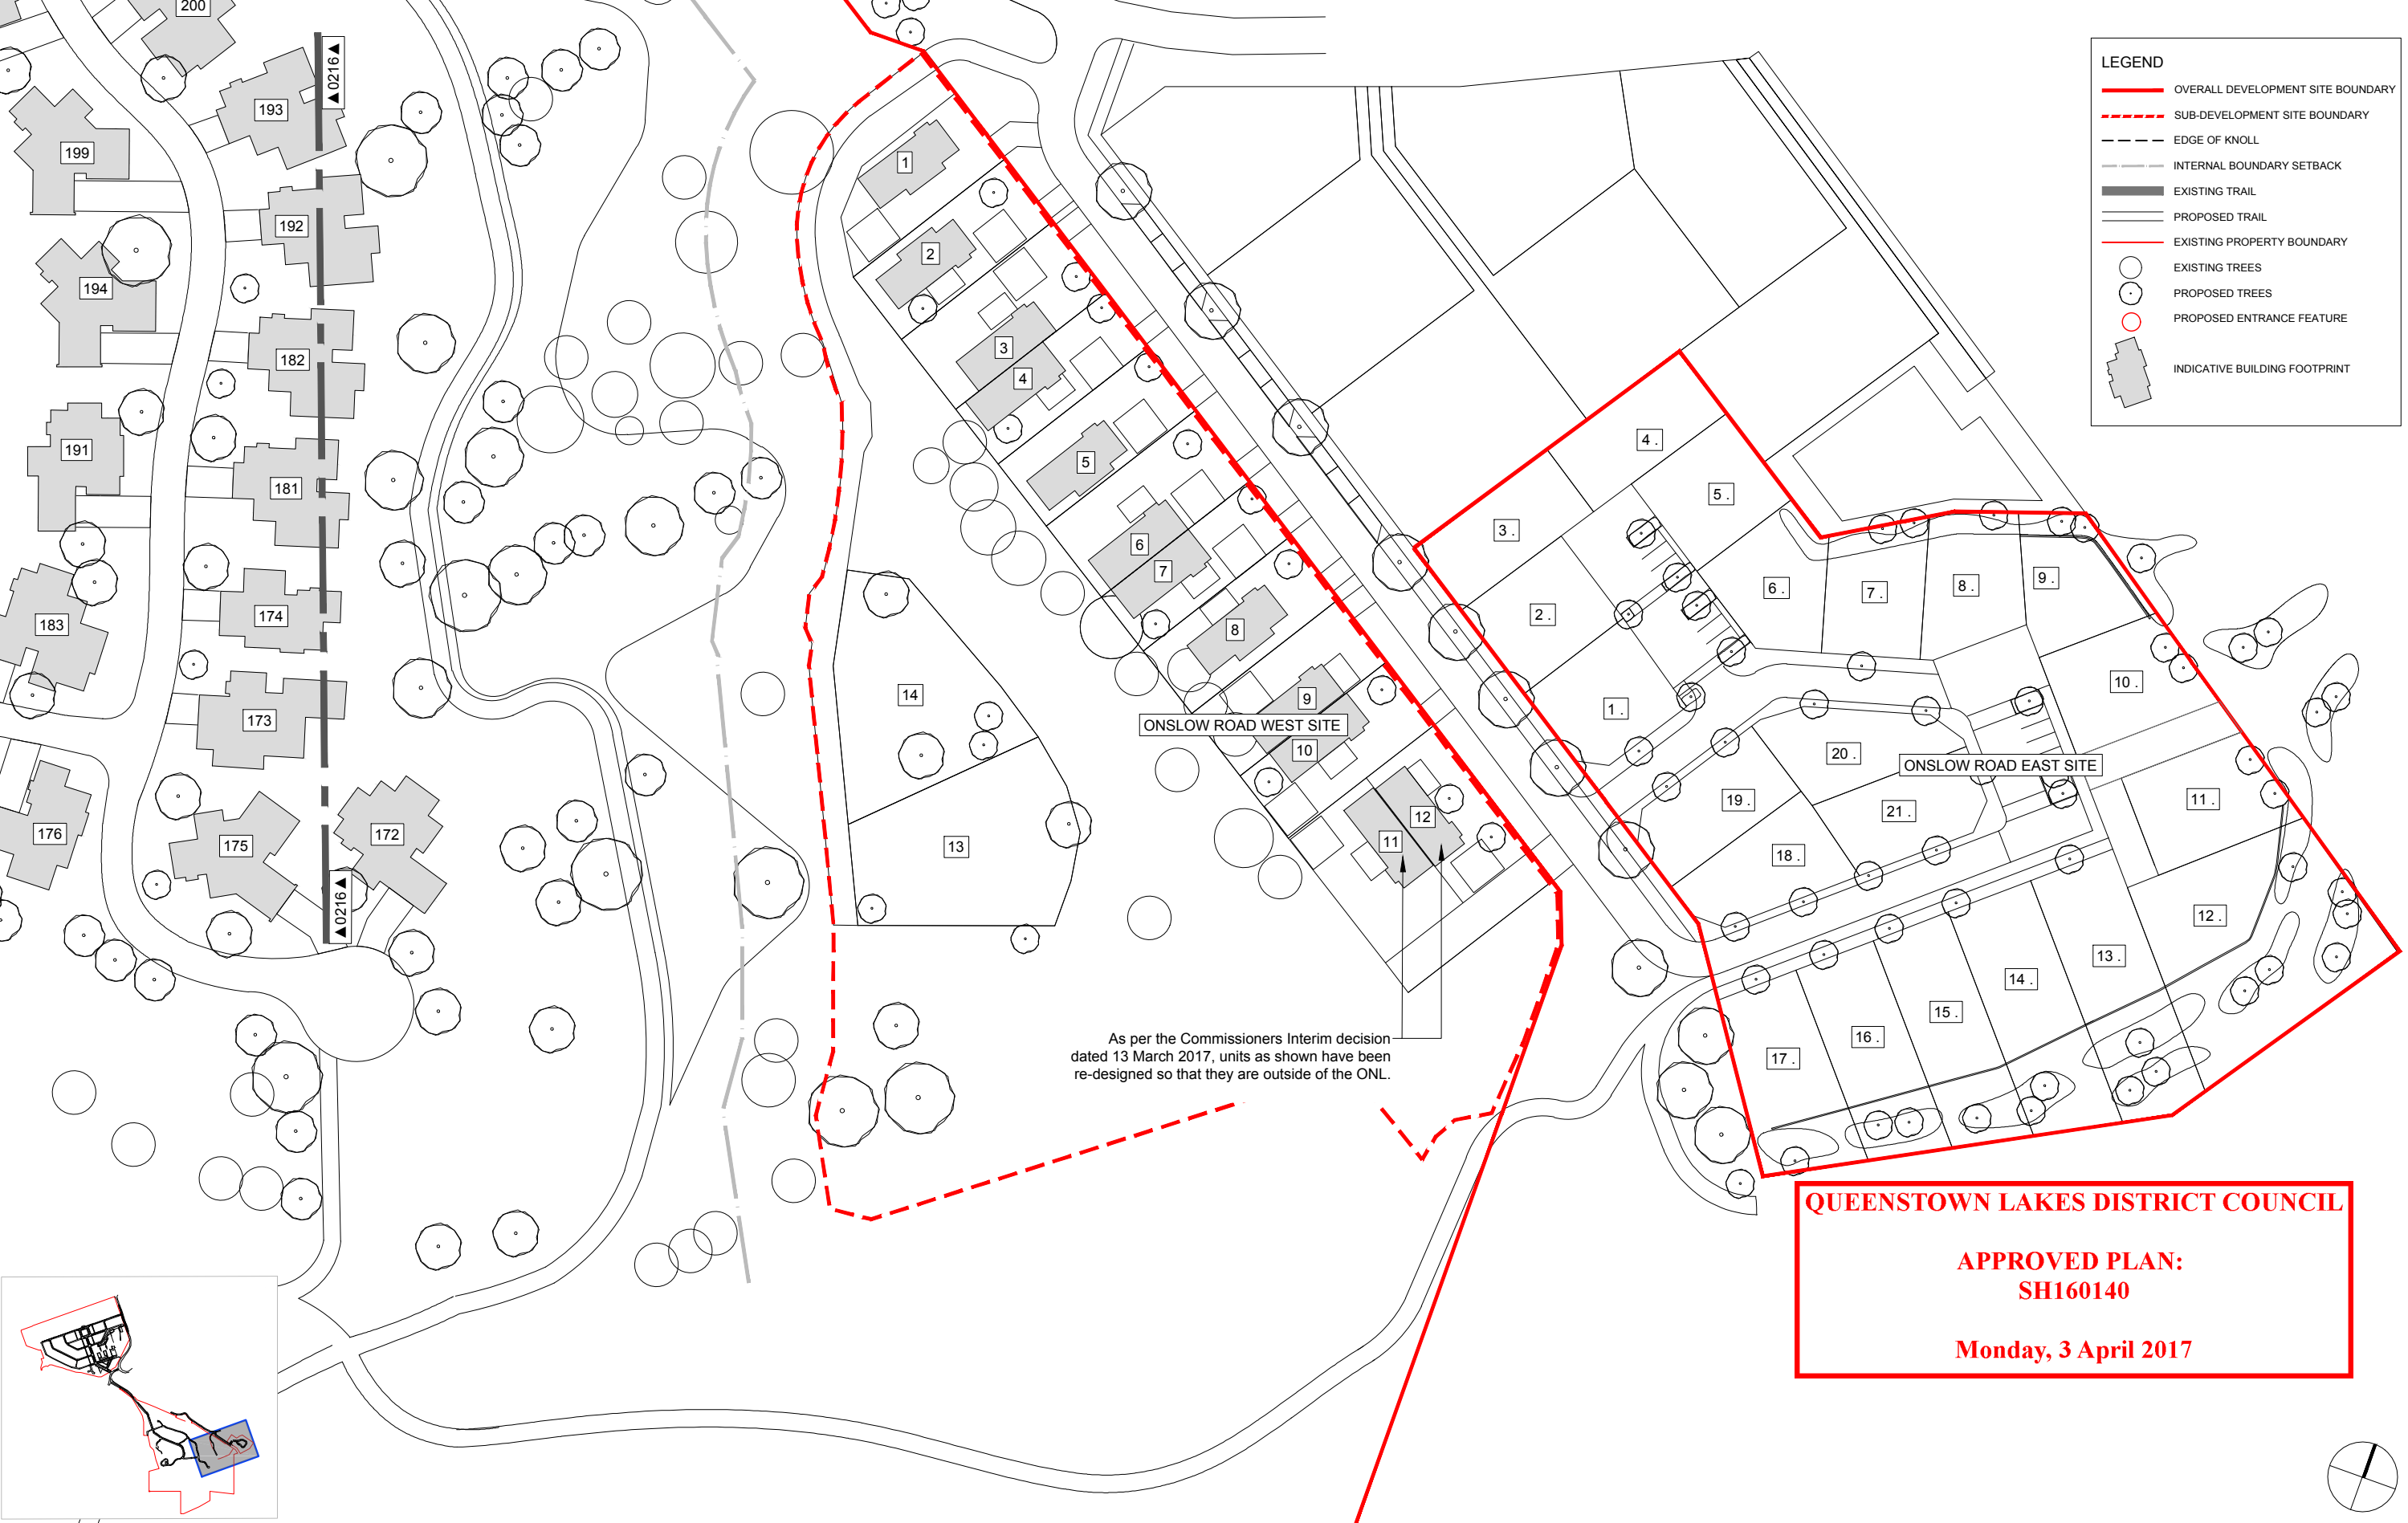 LEGEND
OVERALL DEVELOPMENT SITE BOUNDARY
SUB-DEVELOPMENT SITE BOUNDARY
EDGE OF KNOLL
INTERNAL BOUNDARY SETBACK
EXISTING TRAIL
PROPOSED TRAIL
EXISTING PROPERTY BOUNDARY
EXISTING TREES
PROPOSED TREES
PROPOSED ENTRANCE FEATURE
INDICATIVE BUILDING FOOTPRINT
200
193
▲0216▲
199
192
194
182
191
181
174
183
173
176
175
172
▲0216▲
1
2
3
4
5
6
7
8
9
ONSLOW ROAD WEST SITE
10
11
12
14
13
As per the Commissioners Interim decision
dated 13 March 2017, units as shown have been
re-designed so that they are outside of the ONL.
4 .
5 .
3 .
2 .
1 .
6 .
7 .
8 .
9 .
10 .
20 .
ONSLOW ROAD EAST SITE
19 .
21 .
11 .
18 .
12 .
13 .
14 .
15 .
16 .
17 .
QUEENSTOWN LAKES DISTRICT COUNCIL
APPROVED PLAN:
SH160140
Monday, 3 April 2017